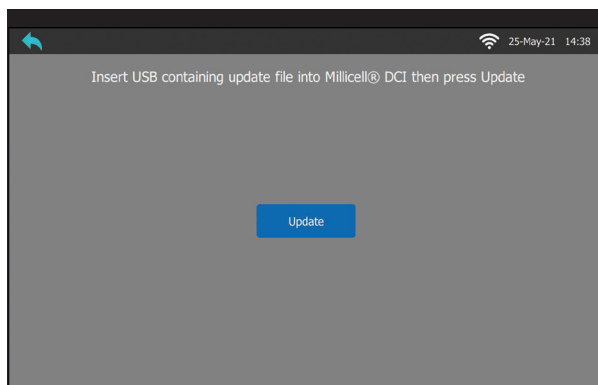 25-May-21 14:38
Insert USB containing update file into Millicell® DCI then press Update
Update